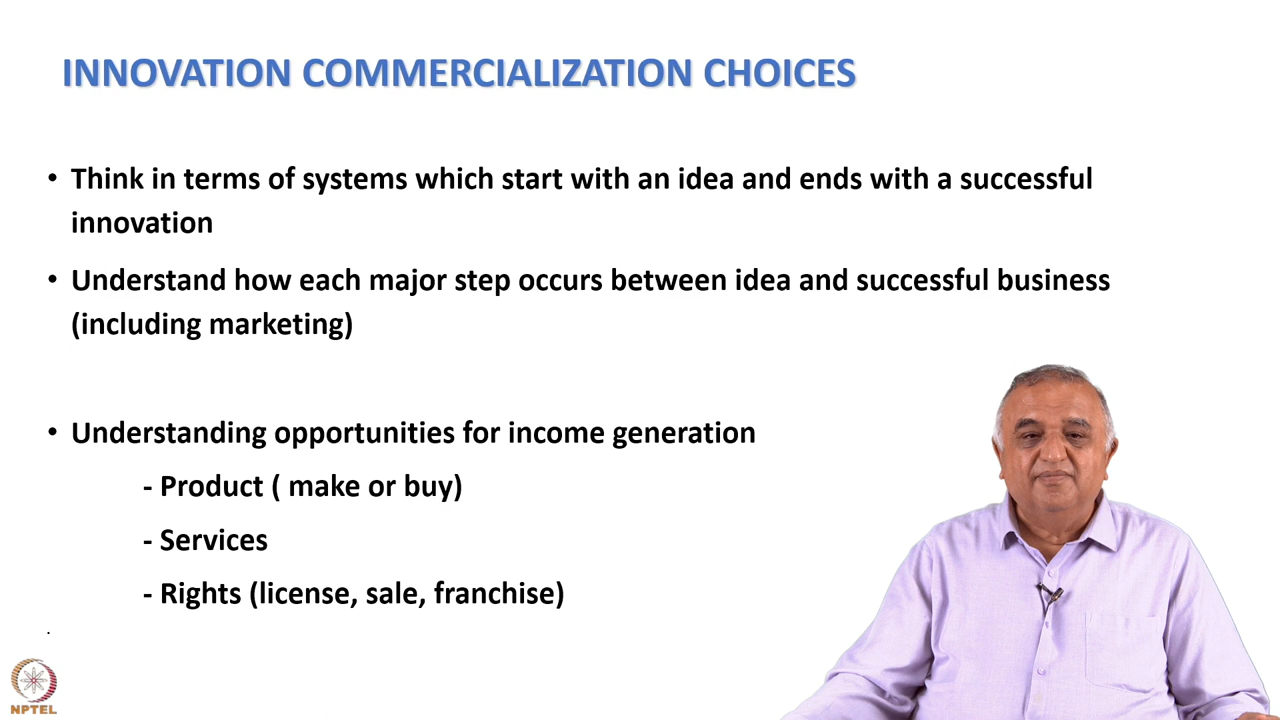 INNOVATION COMMERCIALIZATION CHOICES
• Think in terms of systems which start with an idea and ends with a successful
innovation
• Understand how each major step occurs between idea and successful business
(including marketing)
• Understanding opportunities for income generation
- Product ( make or buy)
- Services
- Rights (license, sale, franchise)
.
NPTEL